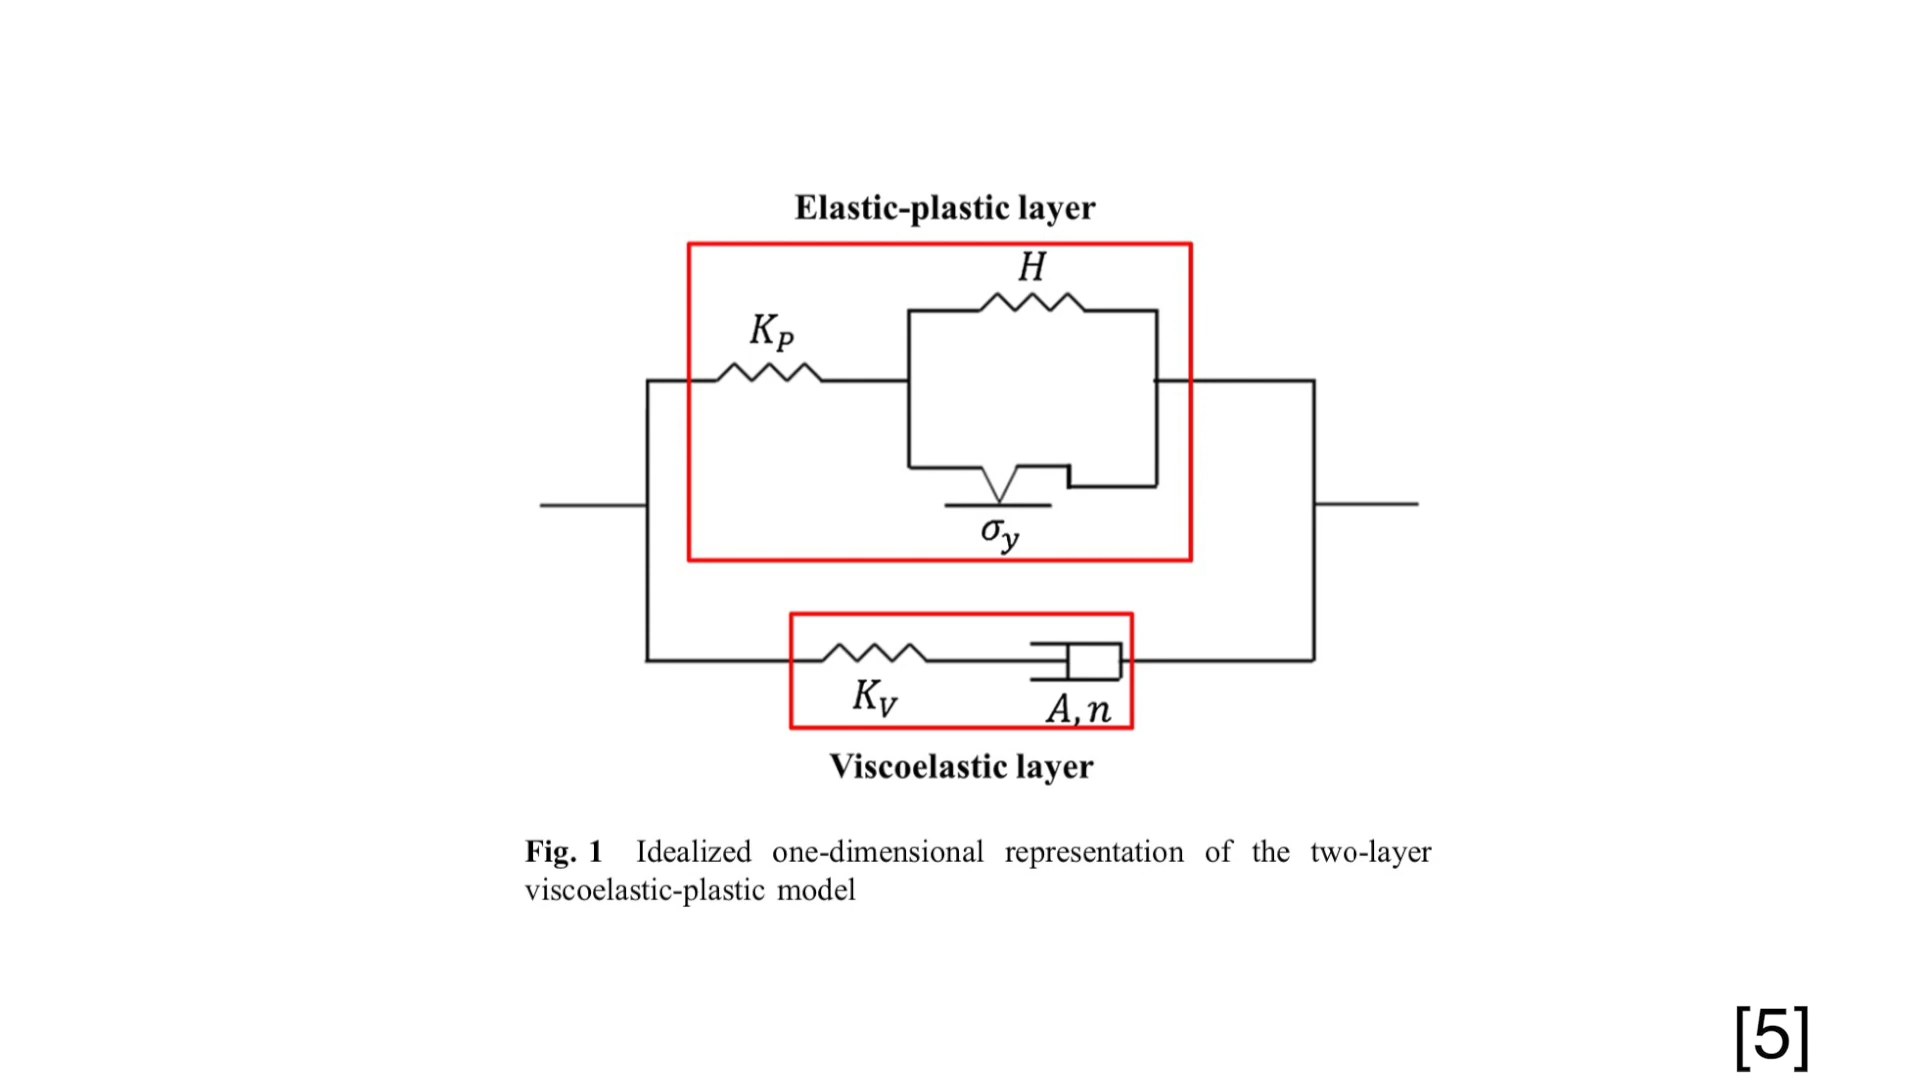 Elastic-plastic layer
H
K_P
σ_y
K_V
A, n
Viscoelastic layer
Fig. 1 Idealized one-dimensional representation of the two-layer
viscoelastic-plastic model
[5]